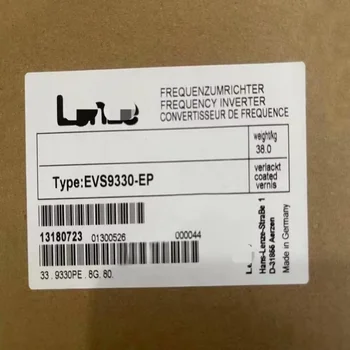 FREQUENZUMRICHTER
FREQUENCY INVERTER
CONVERTISSEUR DE FREQUENCE
weight/kg
38.0
Type:EVS9330-EP
verlackt
coated
vernis
13180723 01300526 000044
33 . 9330PE . 8G. 80.
Hans-Lenze-Straße 1
D-31855 Aerzen
Made in Germany